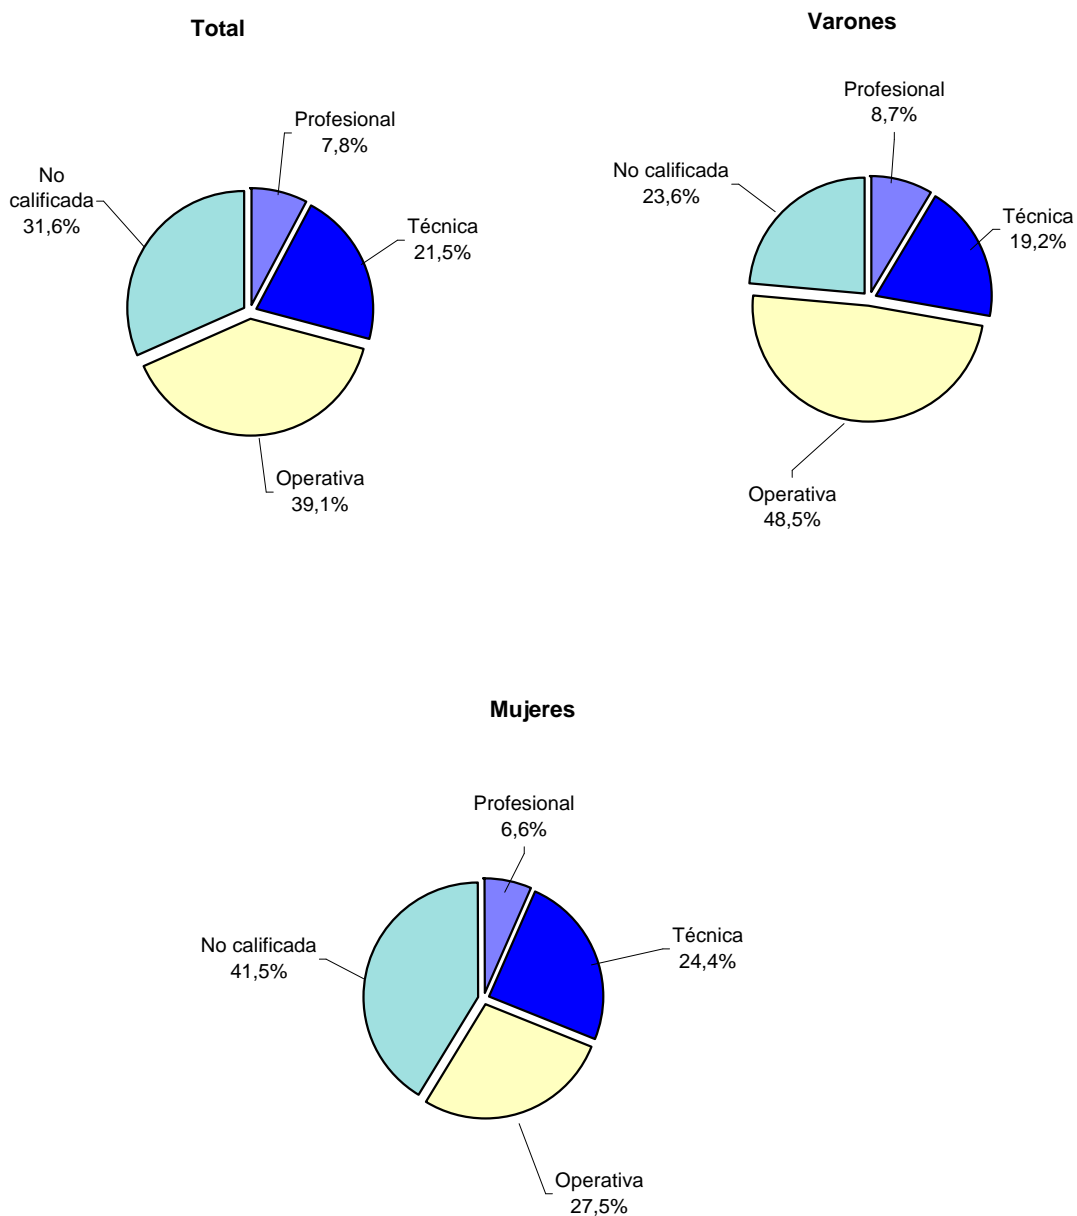 Total
Profesional
7,8%
No
calificada
31,6%
Técnica
21,5%
Operativa
39,1%
Varones
Profesional
8,7%
No calificada
23,6%
Técnica
19,2%
Operativa
48,5%
Mujeres
Profesional
6,6%
No calificada
41,5%
Técnica
24,4%
Operativa
27,5%